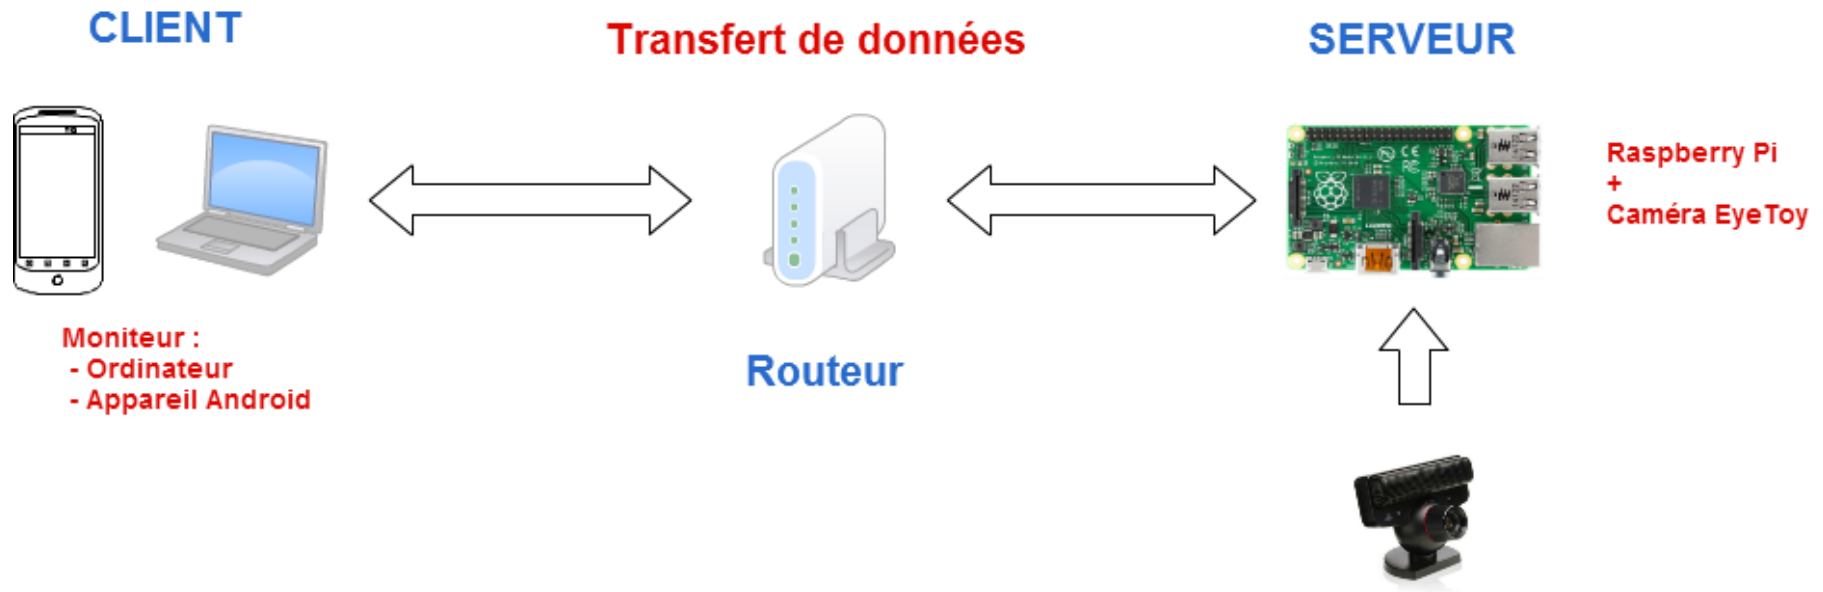 CLIENT
Transfert de données
SERVEUR
Raspberry Pi
+
Caméra EyeToy
Moniteur :
- Ordinateur
- Appareil Android
Routeur